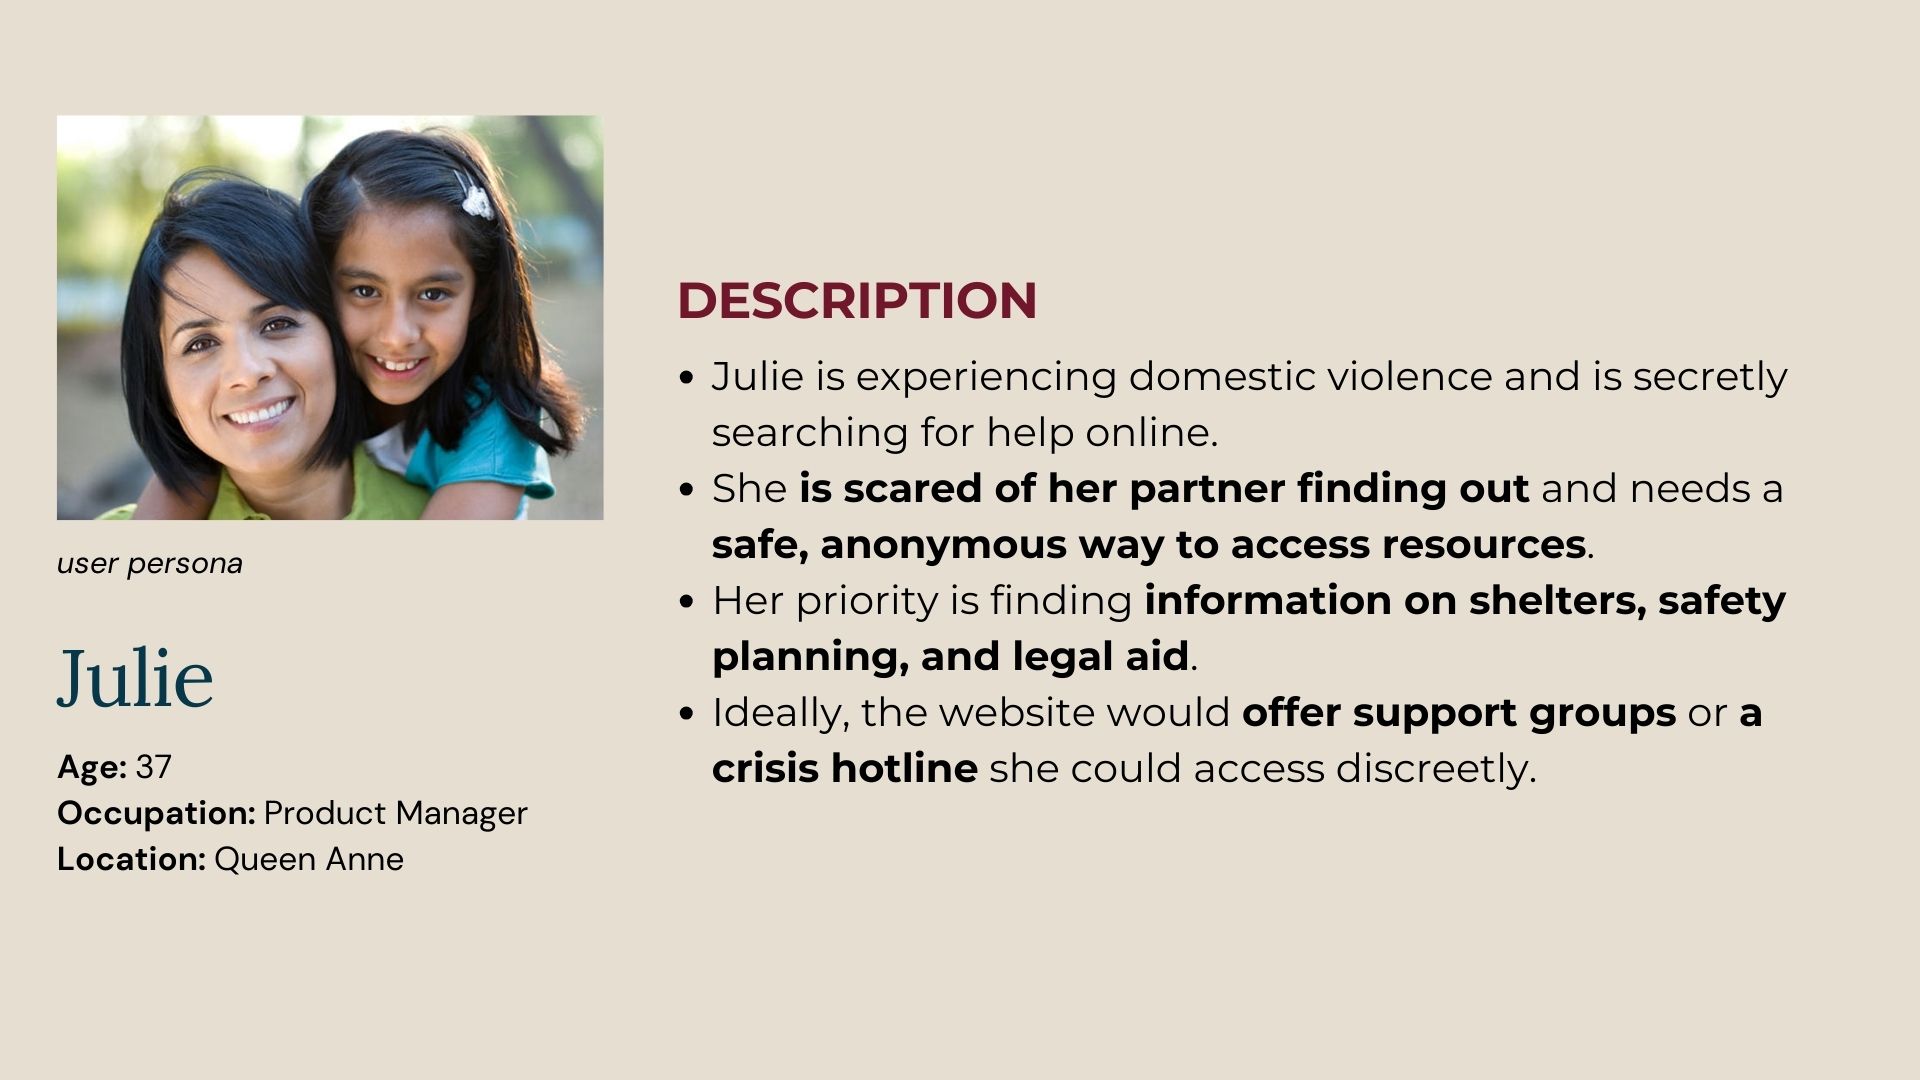 user persona
Julie
Age: 37
Occupation: Product Manager
Location: Queen Anne
DESCRIPTION
• Julie is experiencing domestic violence and is secretly
searching for help online.
• She is scared of her partner finding out and needs a
safe, anonymous way to access resources.
• Her priority is finding information on shelters, safety
planning, and legal aid.
• Ideally, the website would offer support groups or a
crisis hotline she could access discreetly.